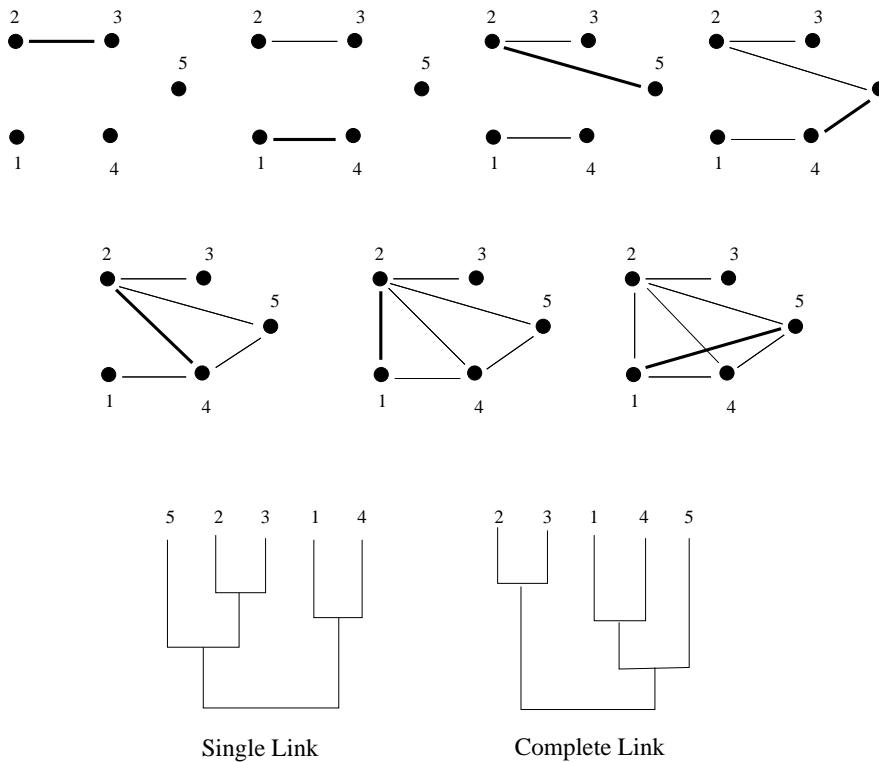 2 3 2 3 2 3 2 3
5 5 5
1 4 1 4 1 4 1 4
2 3 2 3 2 3
5 5 5
1 4 1 4 1 4
5 2 3 1 4 2 3 1 4 5
Single Link Complete Link